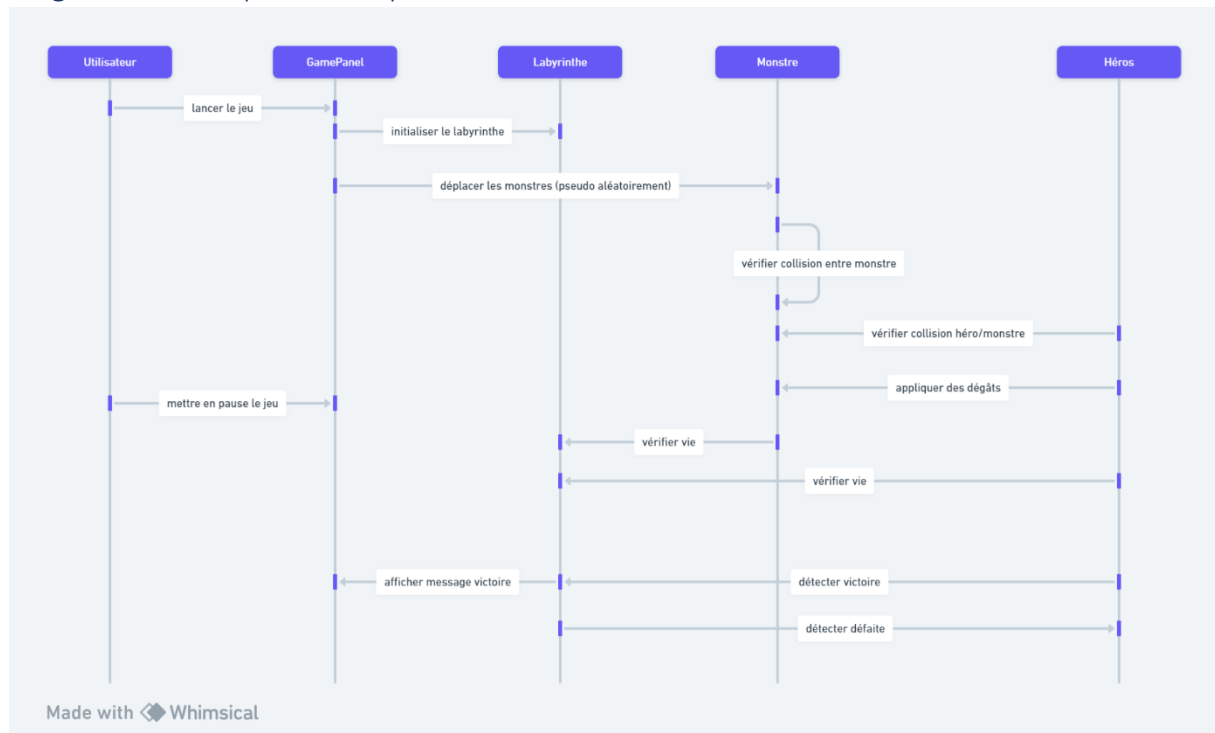 Utilisateur
GamePanel
Labyrinthe
Monstre
Héros
lancer le jeu
initialiser le labyrinthe
déplacer les monstres (pseudo aléatoirement)
vérifier collision entre monstre
vérifier collision héro/monstre
appliquer des dégâts
mettre en pause le jeu
vérifier vie
vérifier vie
afficher message victoire
détecter victoire
détecter défaite
Made with Whimsical